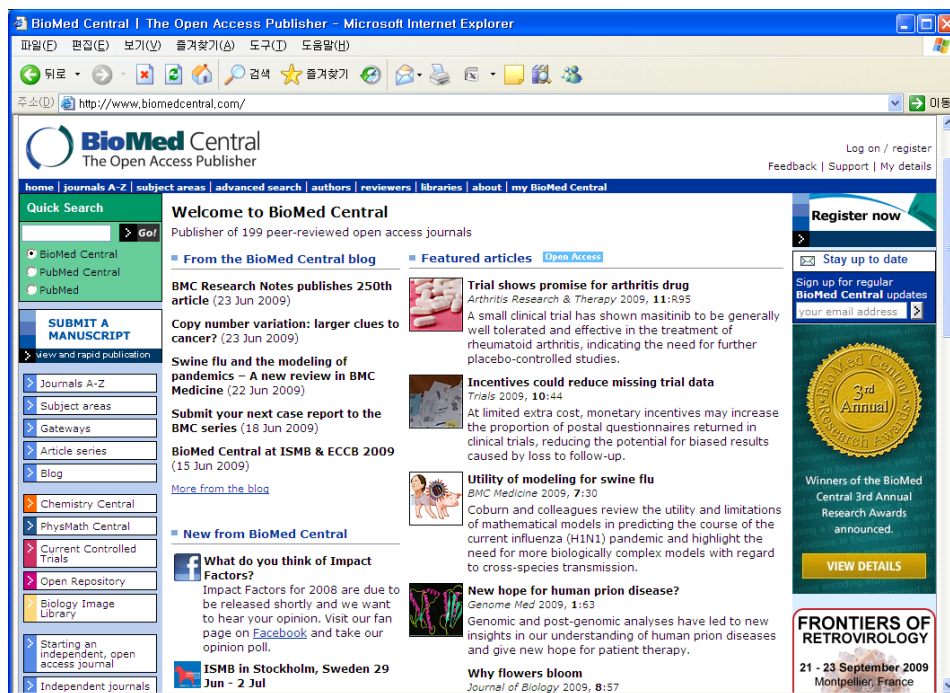 BioMed Central | The Open Access Publisher - Microsoft Internet Explorer
파일(F) 편집(E) 보기(V) 즐겨찾기(A) 도구(T) 도움말(H)
뒤로 검색 즐겨찾기
주소(D) http://www.biomedcentral.com/ 이동
BioMed Central
The Open Access Publisher
Log on / register
Feedback | Support | My details
home | journals A-Z | subject areas | advanced search | authors | reviewers | libraries | about | my BioMed Central
Quick Search
Go!
BioMed Central
PubMed Central
PubMed
SUBMIT A
MANUSCRIPT
view and rapid publication
Journals A-Z
Subject areas
Gateways
Article series
Blog
Chemistry Central
PhysMath Central
Current Controlled
Trials
Open Repository
Biology Image
Library
Starting an
independent, open
access journal
Independent journals
Welcome to BioMed Central
Publisher of 199 peer-reviewed open access journals
From the BioMed Central blog
BMC Research Notes publishes 250th
article (23 Jun 2009)
Copy number variation: larger clues to
cancer? (23 Jun 2009)
Swine flu and the modeling of
pandemics – A new review in BMC
Medicine (22 Jun 2009)
Submit your next case report to the
BMC series (18 Jun 2009)
BioMed Central at ISMB & ECCB 2009
(15 Jun 2009)
More from the blog
New from BioMed Central
What do you think of Impact
Factors?
Impact Factors for 2008 are due to
be released shortly and we want
to hear your opinion. Visit our fan
page on Facebook and take our
opinion poll.
ISMB in Stockholm, Sweden 29
Jun - 2 Jul
Featured articles Open Access
Trial shows promise for arthritis drug
Arthritis Research & Therapy 2009, 11:R95
A small clinical trial has shown masitinib to be generally
well tolerated and effective in the treatment of
rheumatoid arthritis, indicating the need for further
placebo-controlled studies.
Incentives could reduce missing trial data
Trials 2009, 10:44
At limited extra cost, monetary incentives may increase
the proportion of postal questionnaires returned in
clinical trials, reducing the potential for biased results
caused by loss to follow-up.
Utility of modeling for swine flu
BMC Medicine 2009, 7:30
Coburn and colleagues review the utility and limitations
of mathematical models in predicting the course of the
current influenza (H1N1) pandemic and highlight the
need for more biologically complex models with regard
to cross-species transmission.
New hope for human prion disease?
Genome Med 2009, 1:63
Genomic and post-genomic analyses have led to new
insights in our understanding of human prion diseases
and give new hope for patient therapy.
Why flowers bloom
Journal of Biology 2009, 8:57
Register now
Stay up to date
Sign up for regular
BioMed Central updates
your email address
3rd
Annual
BioMed Central
Research Awards
Winners of the BioMed
Central 3rd Annual
Research Awards
announced.
VIEW DETAILS
FRONTIERS OF
RETROVIROLOGY
21 - 23 September 2009
Montpellier, France